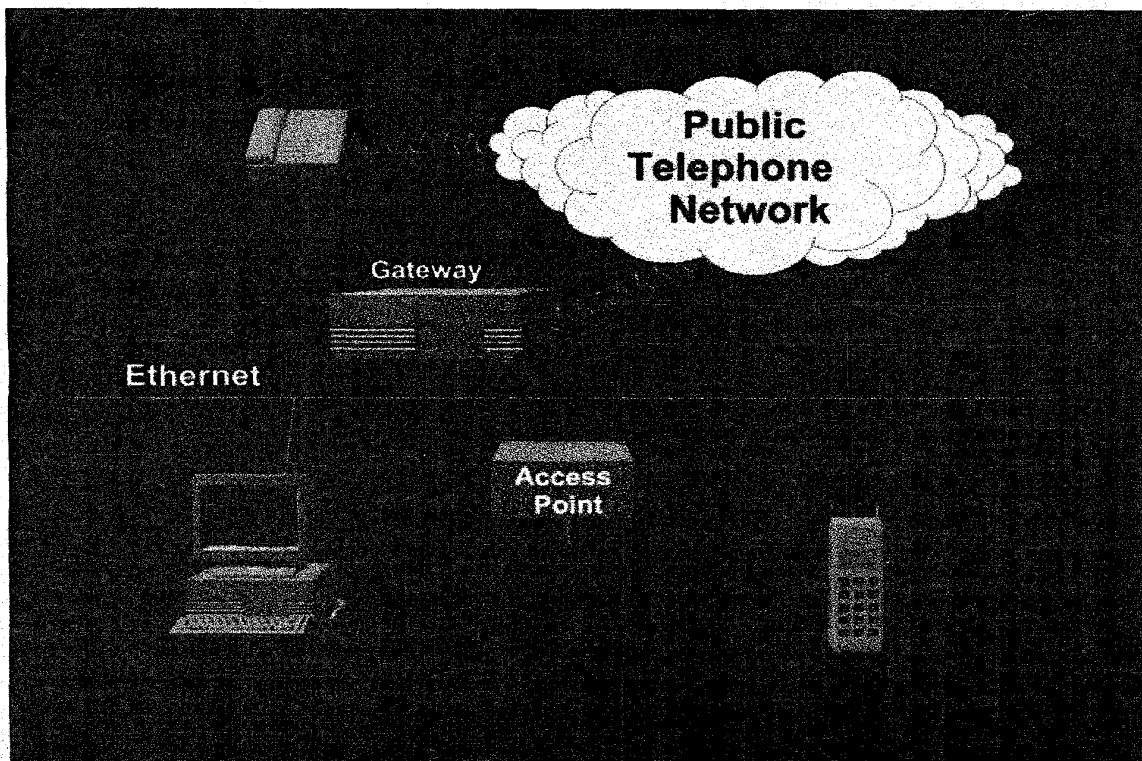 Public
Telephone
Network
Gateway
Ethernet
Access
Point